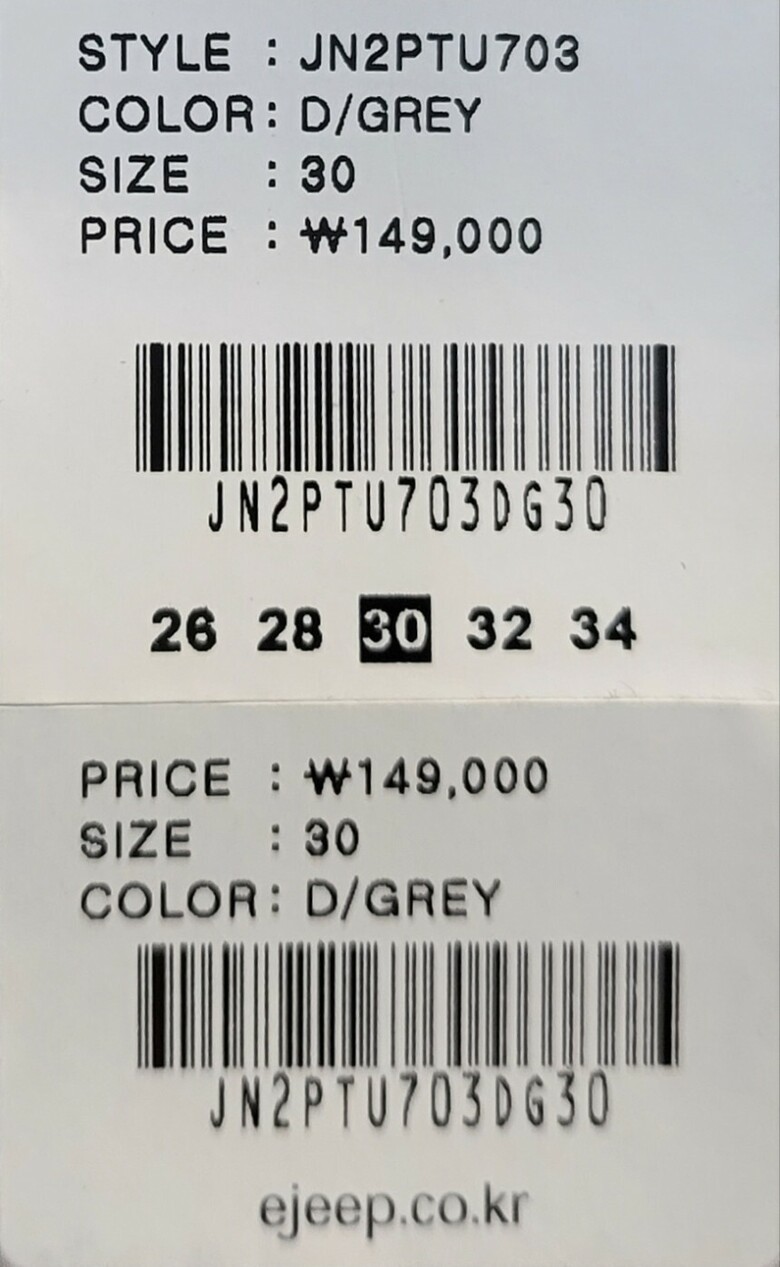 STYLE : JN2PTU703
COLOR: D/GREY
SIZE : 30
PRICE : ₩149,000
JN2PTU703DG30
26 28 30 32 34
PRICE : ₩149,000
SIZE : 30
COLOR: D/GREY
JN2PTU703DG30
ejeep.co.kr